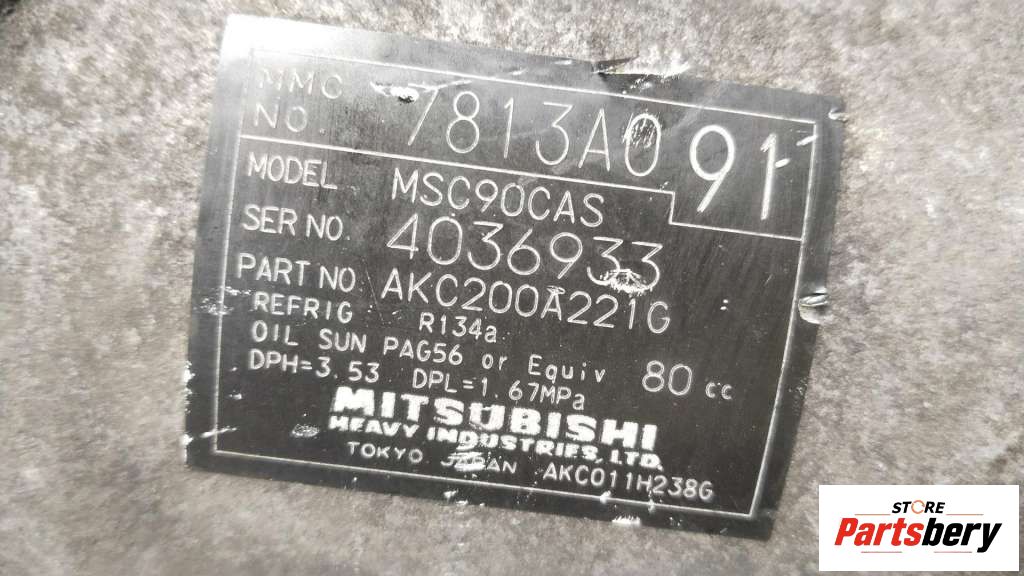 MMC NO. 7813A091
MODEL MSC90CAS
SER NO. 4036933
PART NO. AKC200A221G
REFRIG R134a
OIL SUN PAG56 or Equiv 80 cc
DPH=3.53 DPL=1.67MPa
MITSUBISHI
HEAVY INDUSTRIES, LTD.
TOKYO JAPAN AKC011H238G
STORE
Partsbery